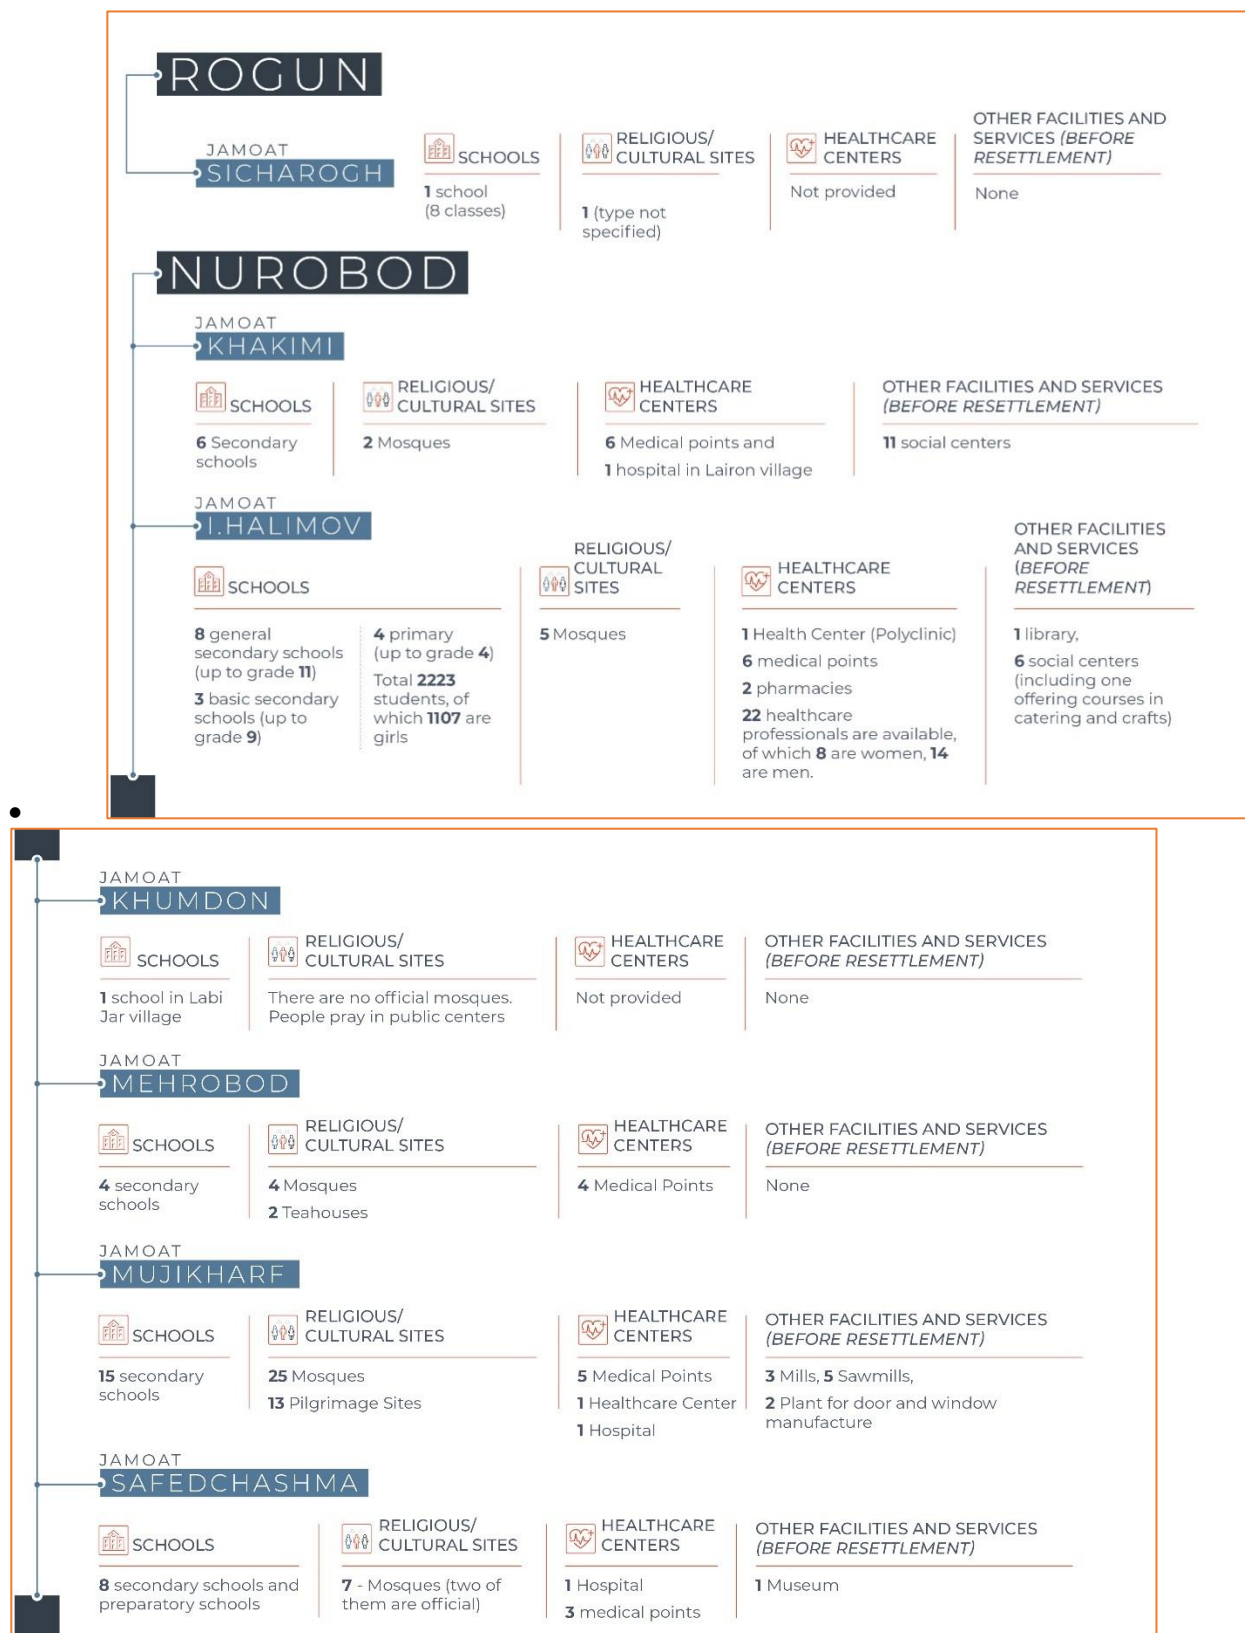 ROGUN
JAMOAT
SICHAROGH
SCHOOLS
1 school
(8 classes)
RELIGIOUS/
CULTURAL SITES
1 (type not
specified)
HEALTHCARE
CENTERS
Not provided
OTHER FACILITIES AND
SERVICES (BEFORE
RESETTLEMENT)
None
NUROBOD
JAMOAT
KHAKIMI
SCHOOLS
6 Secondary
schools
RELIGIOUS/
CULTURAL SITES
2 Mosques
HEALTHCARE
CENTERS
6 Medical points and
1 hospital in Lairon village
OTHER FACILITIES AND SERVICES
(BEFORE RESETTLEMENT)
11 social centers
JAMOAT
I.HALIMOV
SCHOOLS
8 general
secondary schools
(up to grade 11)
3 basic secondary
schools (up to
grade 9)
4 primary
(up to grade 4)
Total 2223
students, of
which 1107 are
girls
RELIGIOUS/
CULTURAL
SITES
5 Mosques
HEALTHCARE
CENTERS
1 Health Center (Polyclinic)
6 medical points
2 pharmacies
22 healthcare
professionals are available,
of which 8 are women, 14
are men.
OTHER FACILITIES
AND SERVICES
(BEFORE
RESETTLEMENT)
1 library,
6 social centers
(including one
offering courses in
catering and crafts)
JAMOAT
KHUMDON
SCHOOLS
1 school in Labi
Jar village
RELIGIOUS/
CULTURAL SITES
There are no official mosques.
People pray in public centers
HEALTHCARE
CENTERS
Not provided
OTHER FACILITIES AND SERVICES
(BEFORE RESETTLEMENT)
None
JAMOAT
MEHROBOD
SCHOOLS
4 secondary
schools
RELIGIOUS/
CULTURAL SITES
4 Mosques
2 Teahouses
HEALTHCARE
CENTERS
4 Medical Points
OTHER FACILITIES AND SERVICES
(BEFORE RESETTLEMENT)
None
JAMOAT
MUJIKHARF
SCHOOLS
15 secondary
schools
RELIGIOUS/
CULTURAL SITES
25 Mosques
13 Pilgrimage Sites
HEALTHCARE
CENTERS
5 Medical Points
1 Healthcare Center
1 Hospital
OTHER FACILITIES AND SERVICES
(BEFORE RESETTLEMENT)
3 Mills, 5 Sawmills,
2 Plant for door and window
manufacture
JAMOAT
SAFEDCHASHMA
SCHOOLS
8 secondary schools and
preparatory schools
RELIGIOUS/
CULTURAL SITES
7 - Mosques (two of
them are official)
HEALTHCARE
CENTERS
1 Hospital
3 medical points
OTHER FACILITIES AND SERVICES
(BEFORE RESETTLEMENT)
1 Museum